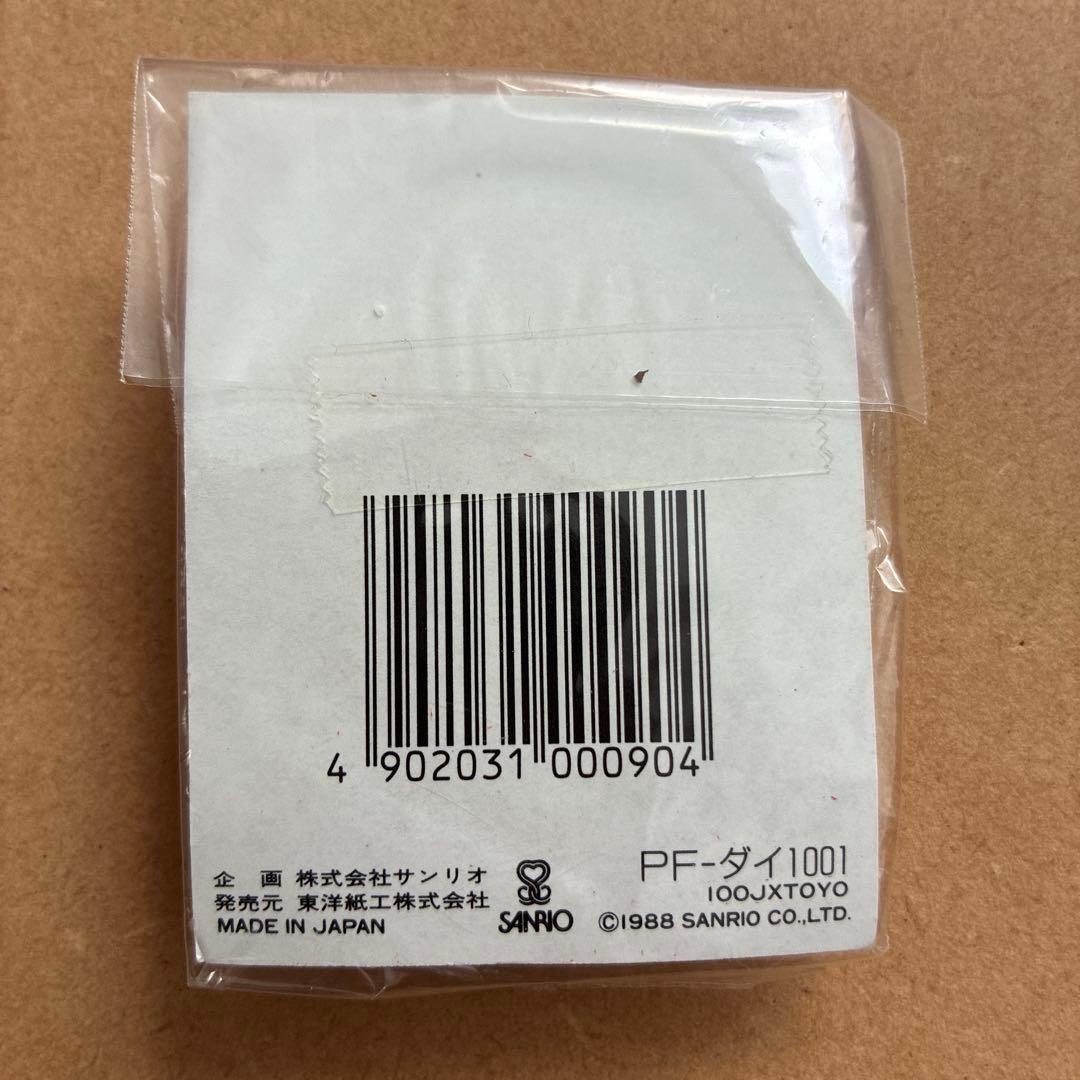 4 902031 000904
企　画 株式会社サンリオ
発売元 東洋紙工株式会社
MADE IN JAPAN
SANRIO
PF-ダイ1001
100JXTOYO
©1988 SANRIO CO.,LTD.